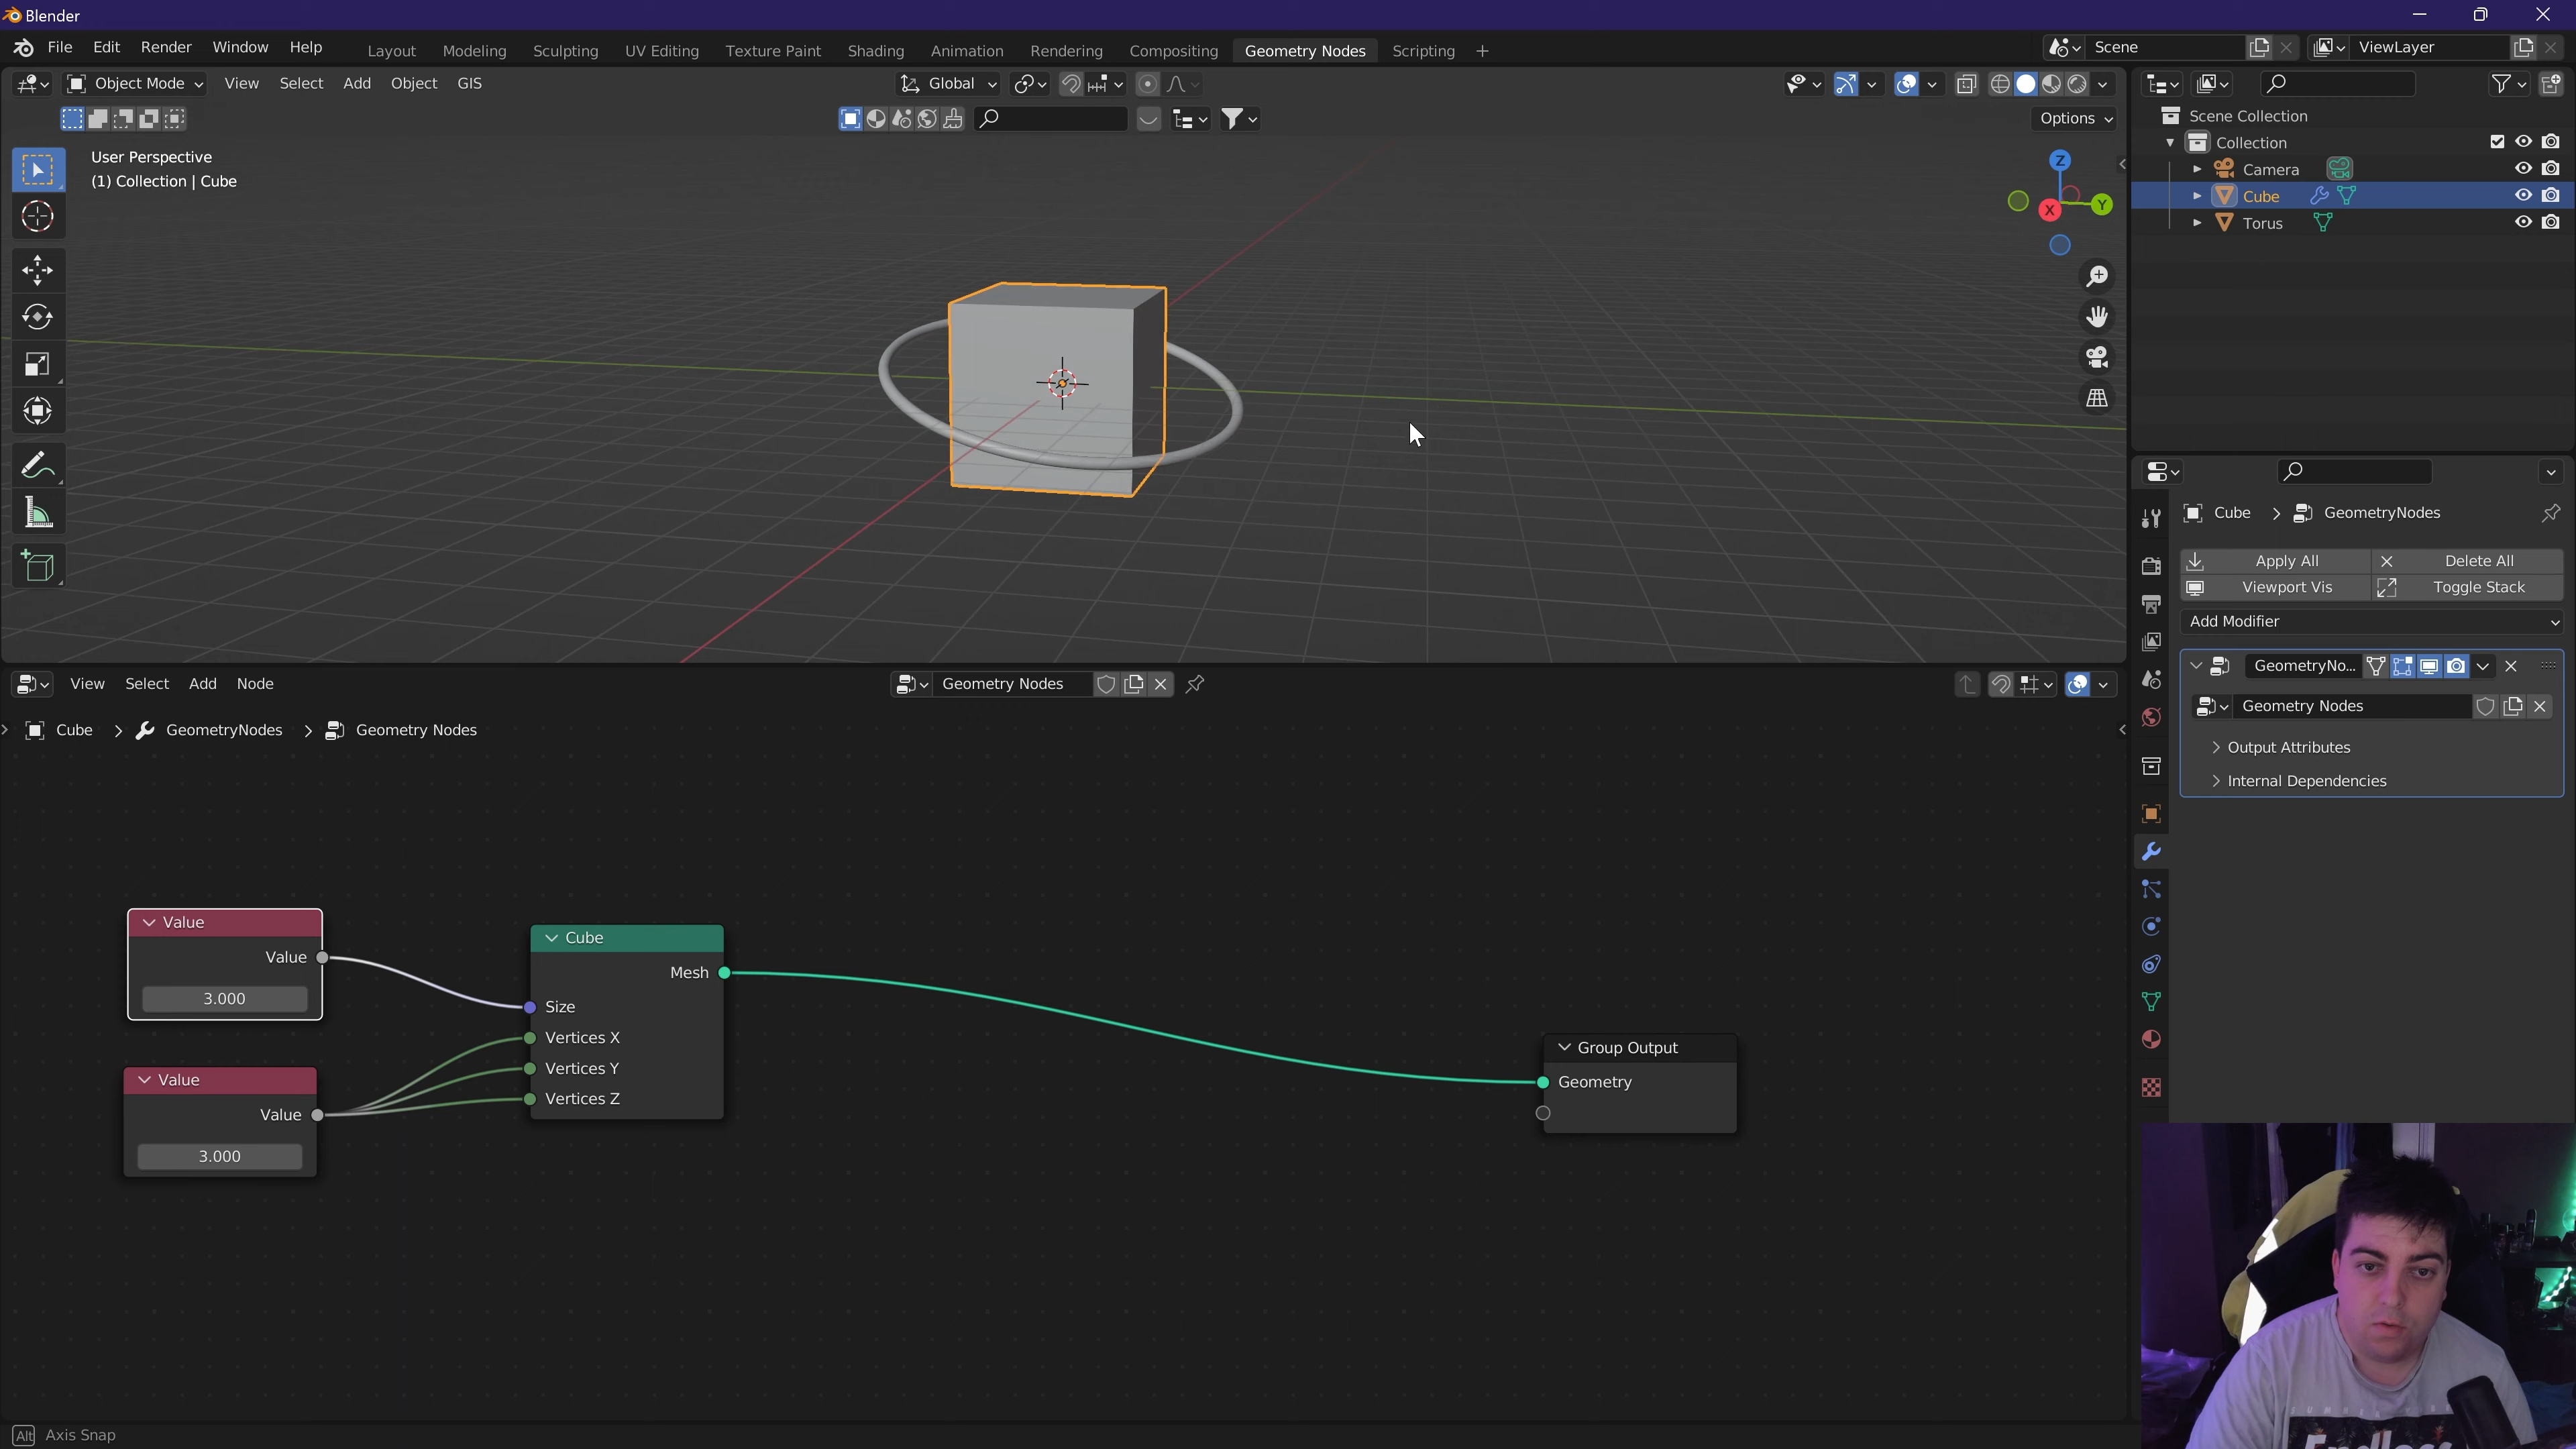 Blender
File Edit Render Window Help Layout Modeling Sculpting UV Editing Texture Paint Shading Animation Rendering Compositing Geometry Nodes Scripting + Scene ViewLayer
Object Mode View Select Add Object GIS Global
Options
User Perspective
(1) Collection | Cube
Z
X
Y
Scene Collection
Collection
Camera
Cube
Torus
Cube > GeometryNodes
Apply All Delete All
Viewport Vis Toggle Stack
Add Modifier
GeometryNo...
Geometry Nodes
Output Attributes
Internal Dependencies
View Select Add Node Geometry Nodes
Cube > GeometryNodes > Geometry Nodes
Value
Value
3.000
Value
Value
3.000
Cube
Mesh
Size
Vertices X
Vertices Y
Vertices Z
Group Output
Geometry
Alt Axis Snap
Endless